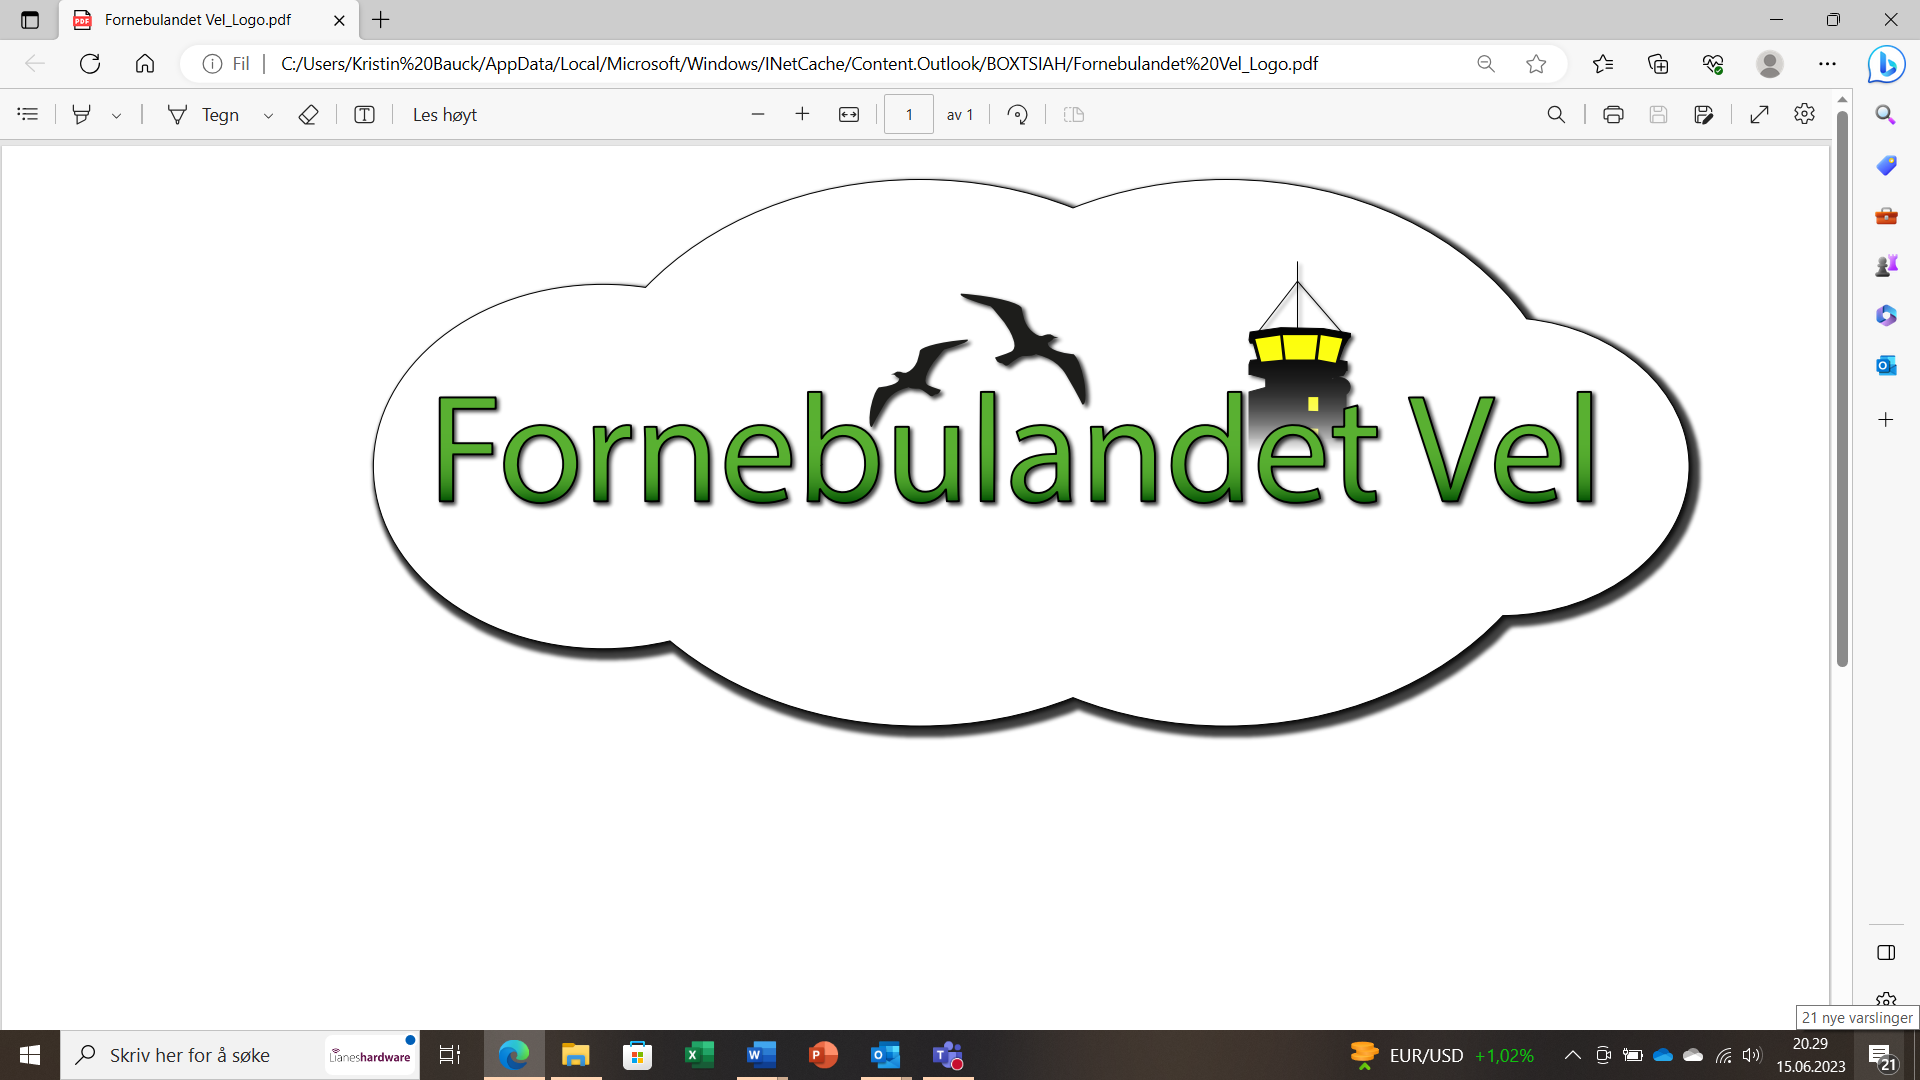 Fornebulandet Vel_Logo.pdf
Fil
C:/Users/Kristin%20Bauck/AppData/Local/Microsoft/Windows/INetCache/Content.Outlook/BOXTSIAH/Fornebulandet%20Vel_Logo.pdf
Tegn
Les høyt
1
av 1
Fornebulandet Vel
21 nye varslinger
Skriv her for å søke
Lianeshardware
EUR/USD +1,02%
20.29
15.06.2023
21